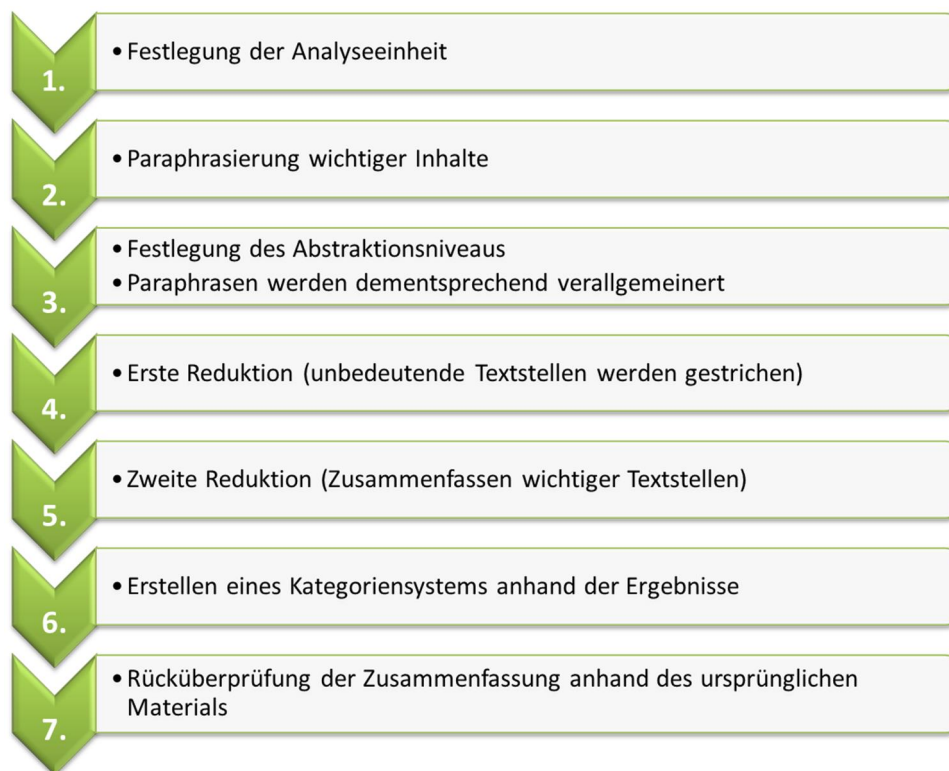 1.
• Festlegung der Analyseeinheit
2.
• Paraphrasierung wichtiger Inhalte
3.
• Festlegung des Abstraktionsniveaus
• Paraphrasen werden dementsprechend verallgemeinert
4.
• Erste Reduktion (unbedeutende Textstellen werden gestrichen)
5.
• Zweite Reduktion (Zusammenfassen wichtiger Textstellen)
6.
• Erstellen eines Kategoriensystems anhand der Ergebnisse
7.
• Rücküberprüfung der Zusammenfassung anhand des ursprünglichen
Materials